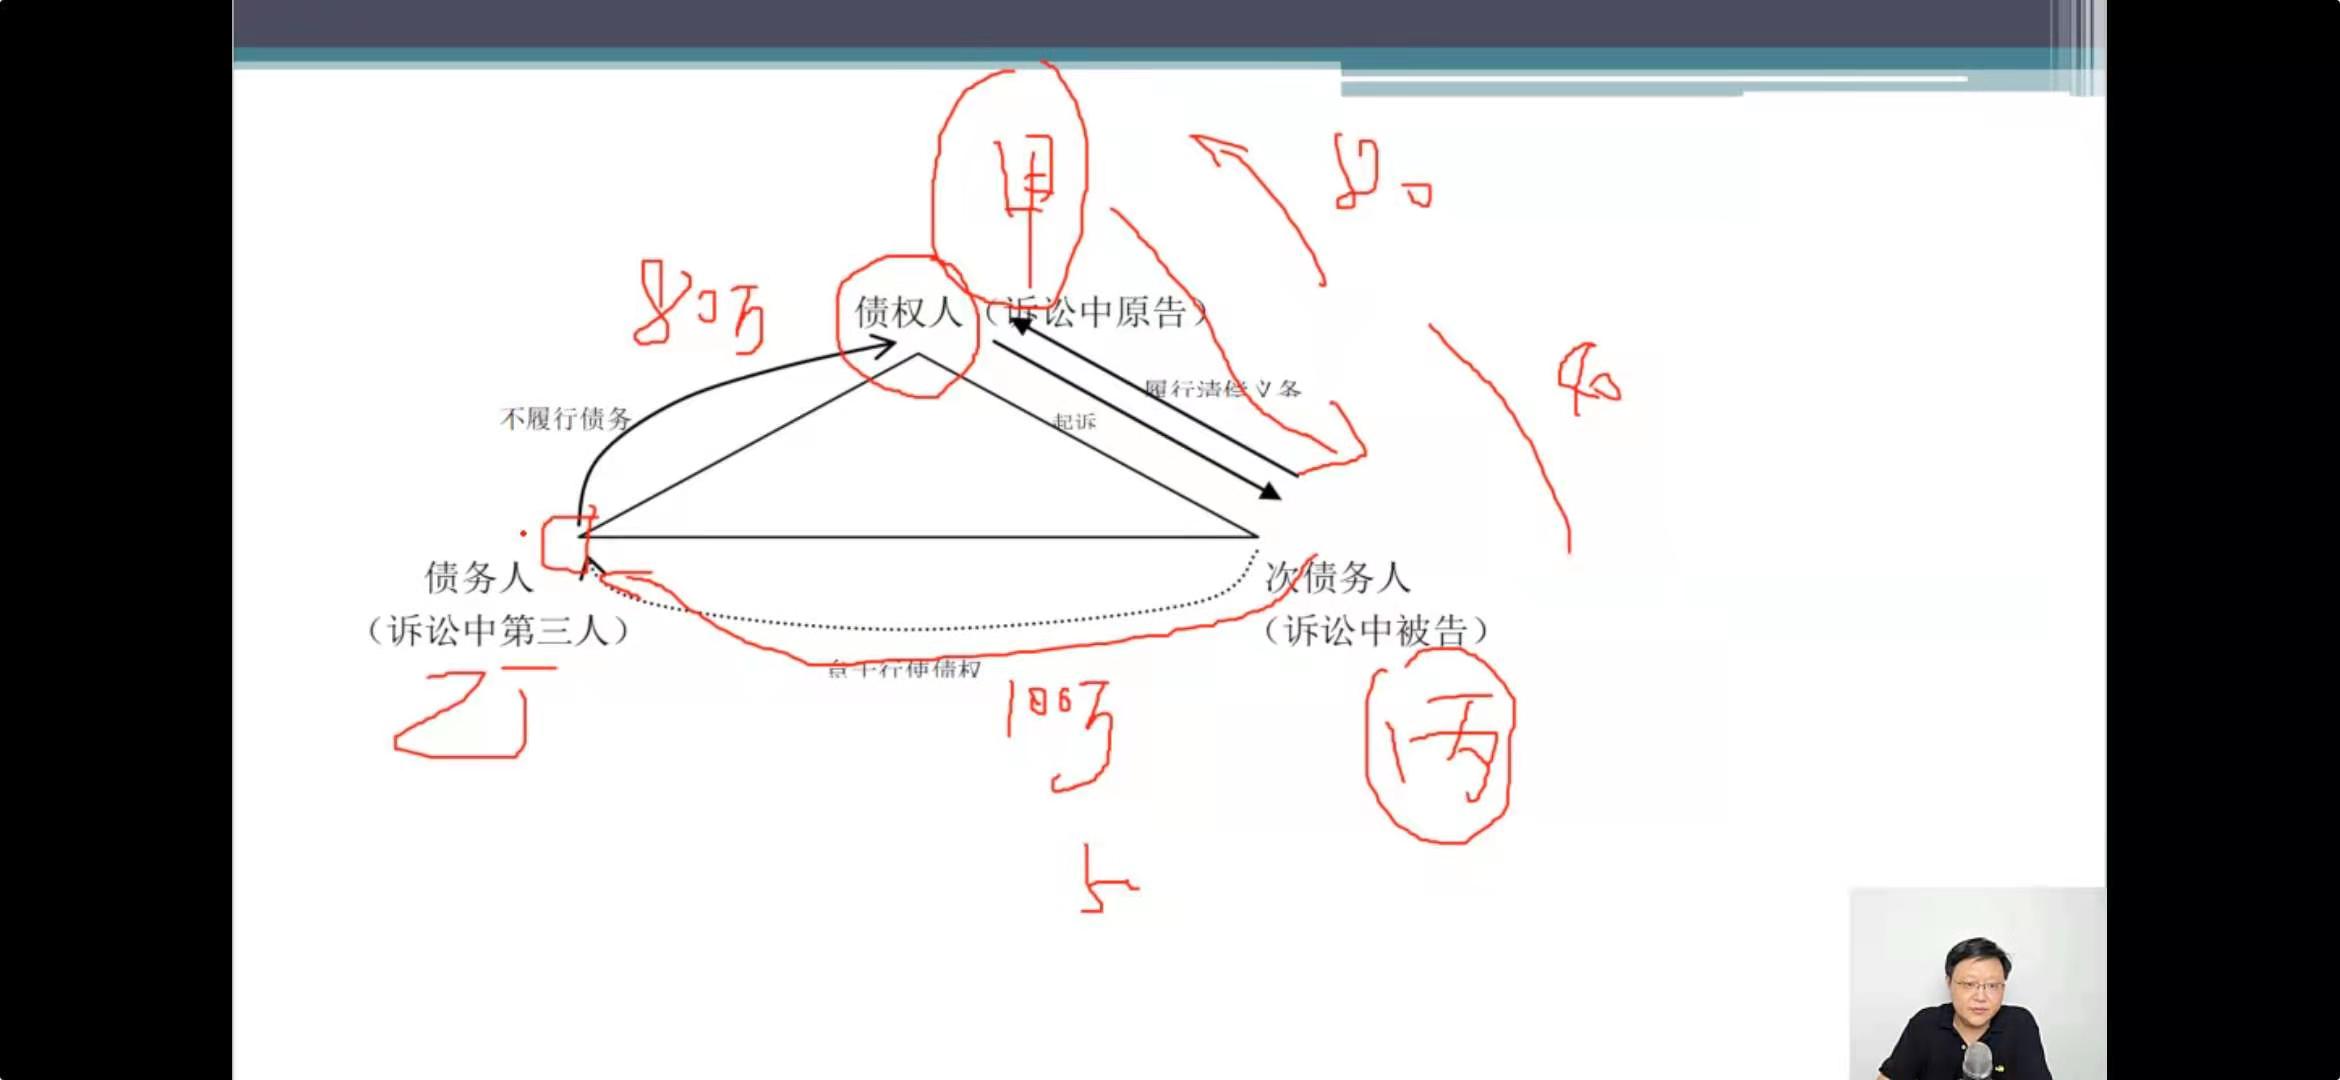 甲
80
80万
债权人（诉讼中原告）
40
履行清偿义务
不履行债务
起诉
债务人
次债务人
（诉讼中第三人）
（诉讼中被告）
怠于行使债权
乙
100万
丙